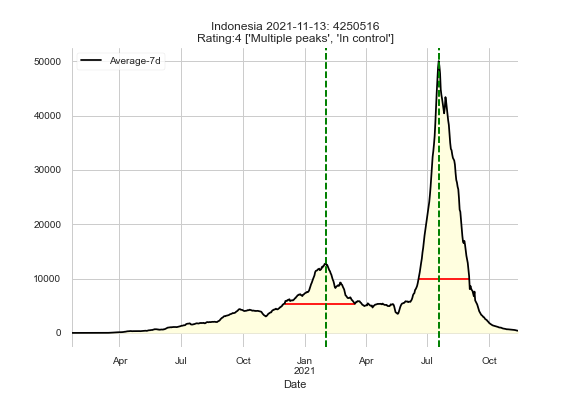 Indonesia 2021-11-13: 4250516
Rating:4 ['Multiple peaks', 'In control']
Average-7d
50000
40000
30000
20000
10000
0
Apr Jul Oct Jan Apr Jul Oct
2021
Date